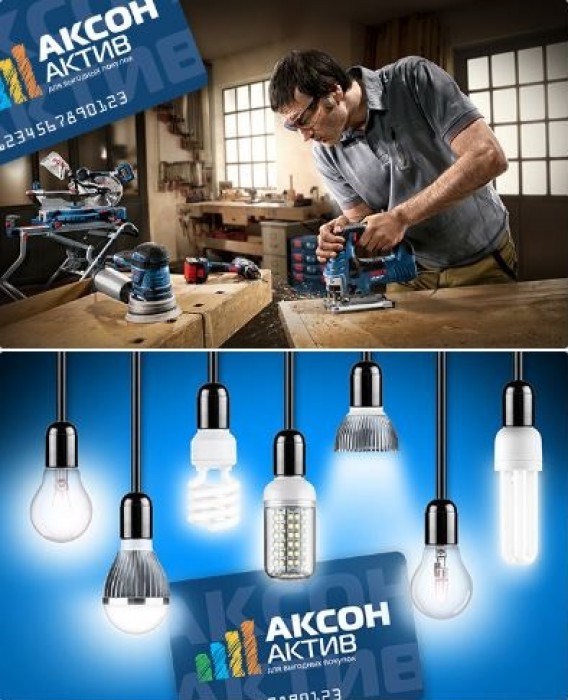 АКСОН
АКТИВ
для выгодных покупок
234567890123
АКСОН
АКТИВ
для выгодных покупок
7890123